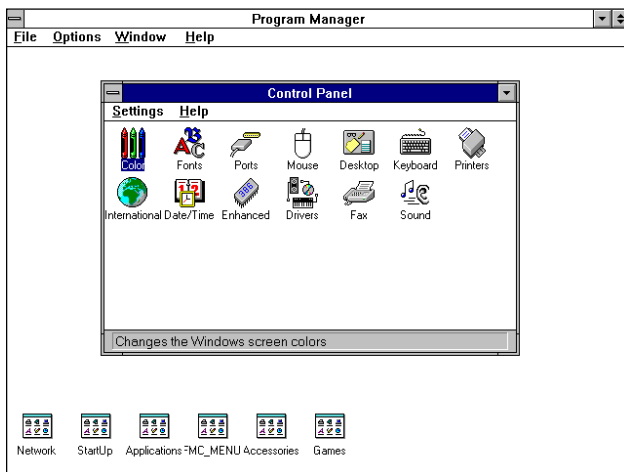 Program Manager
File Options Window Help
Control Panel
Settings Help
Color Fonts Ports Mouse Desktop Keyboard Printers
386
International Date/Time Enhanced Drivers Fax Sound
Changes the Windows screen colors
Network StartUp Applications FMC_MENU Accessories Games